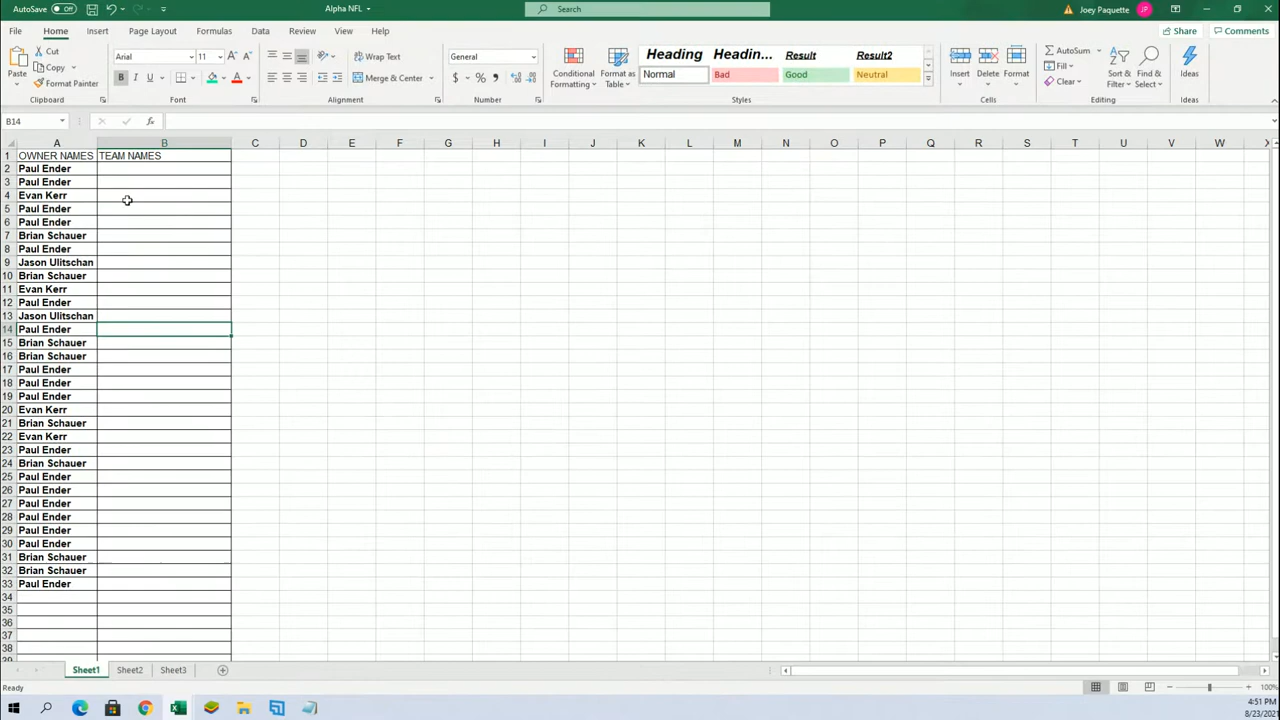 AutoSave Off Alpha NFL Search Joey Paquette JP
File Home Insert Page Layout Formulas Data Review View Help Share Comments
Paste Cut Copy Format Painter Clipboard
Arial 11 A A B I U A Font
Wrap Text Merge & Center Alignment
General $ % Number
Conditional Formatting Format as Table
Heading Headin... Result Result2
Normal Bad Good Neutral
Styles
Insert Delete Format Cells
AutoSum Fill Clear Sort & Filter Find & Select Editing
Ideas Ideas
B14 fx
A B C D E F G H I J K L M N O P Q R S T U V W X
1 OWNER NAMES TEAM NAMES
2 Paul Ender
3 Paul Ender
4 Evan Kerr
5 Paul Ender
6 Paul Ender
7 Brian Schauer
8 Paul Ender
9 Jason Ulitschan
10 Brian Schauer
11 Evan Kerr
12 Paul Ender
13 Jason Ulitschan
14 Paul Ender
15 Brian Schauer
16 Brian Schauer
17 Paul Ender
18 Paul Ender
19 Paul Ender
20 Evan Kerr
21 Brian Schauer
22 Evan Kerr
23 Paul Ender
24 Brian Schauer
25 Paul Ender
26 Paul Ender
27 Paul Ender
28 Paul Ender
29 Paul Ender
30 Paul Ender
31 Brian Schauer
32 Brian Schauer
33 Paul Ender
34
35
36
37
38
39
Sheet1 Sheet2 Sheet3
Ready 100%
4:51 PM